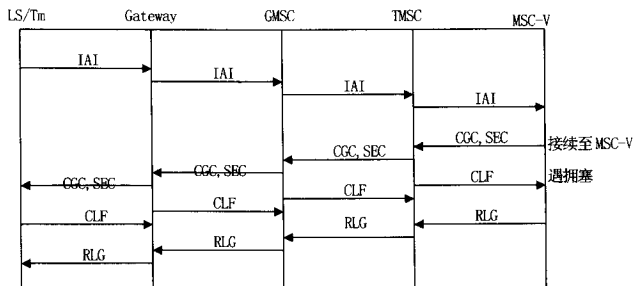 LS/Tm Gateway GMSC TMSC MSC-V
IAI
IAI
IAI
IAI
CGC,SEC 接续至MSC-V
CGC,SEC
CGC,SEC
CGC,SEC
遇拥塞
CLF
CLF
CLF
CLF
RLG
RLG
RLG
RLG